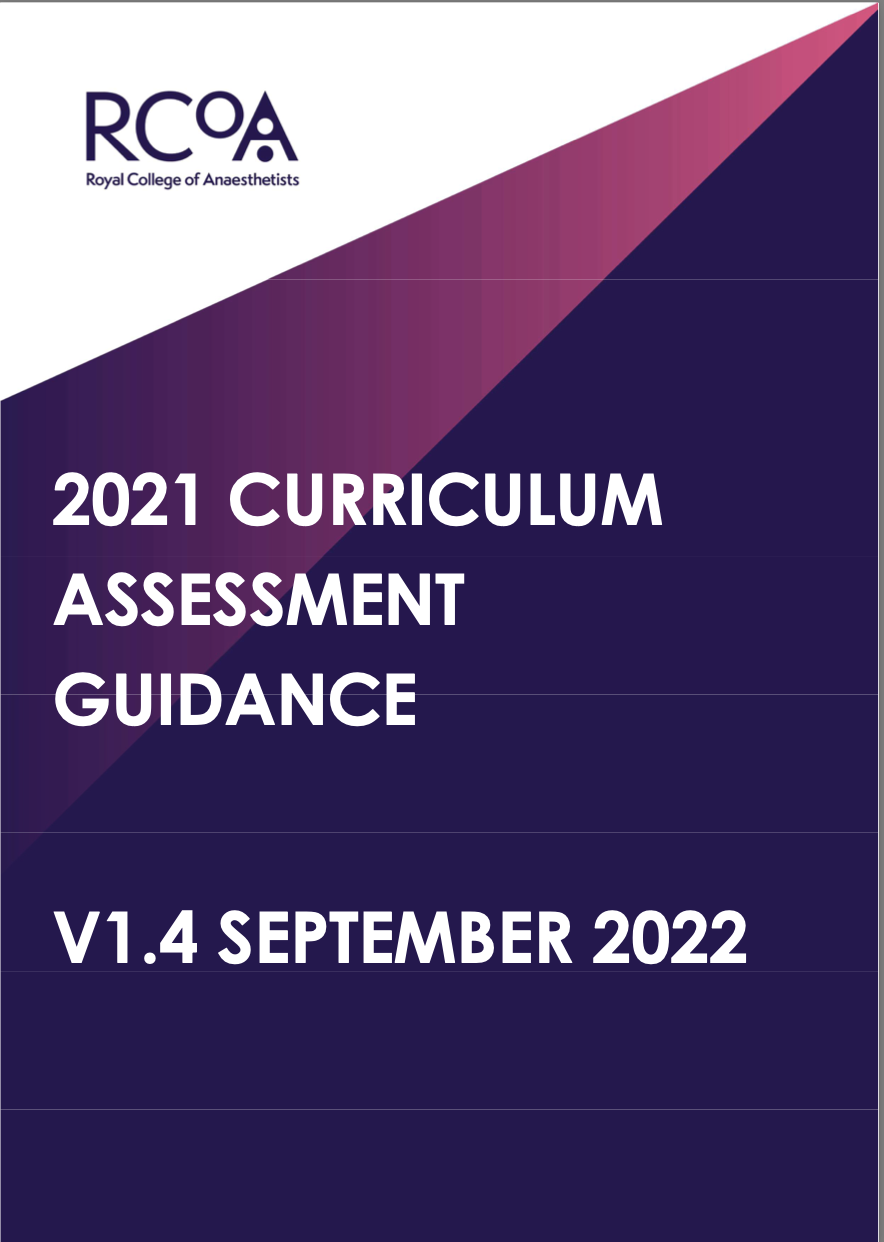 RCoA
Royal College of Anaesthetists
2021 CURRICULUM
ASSESSMENT
GUIDANCE
V1.4 SEPTEMBER 2022